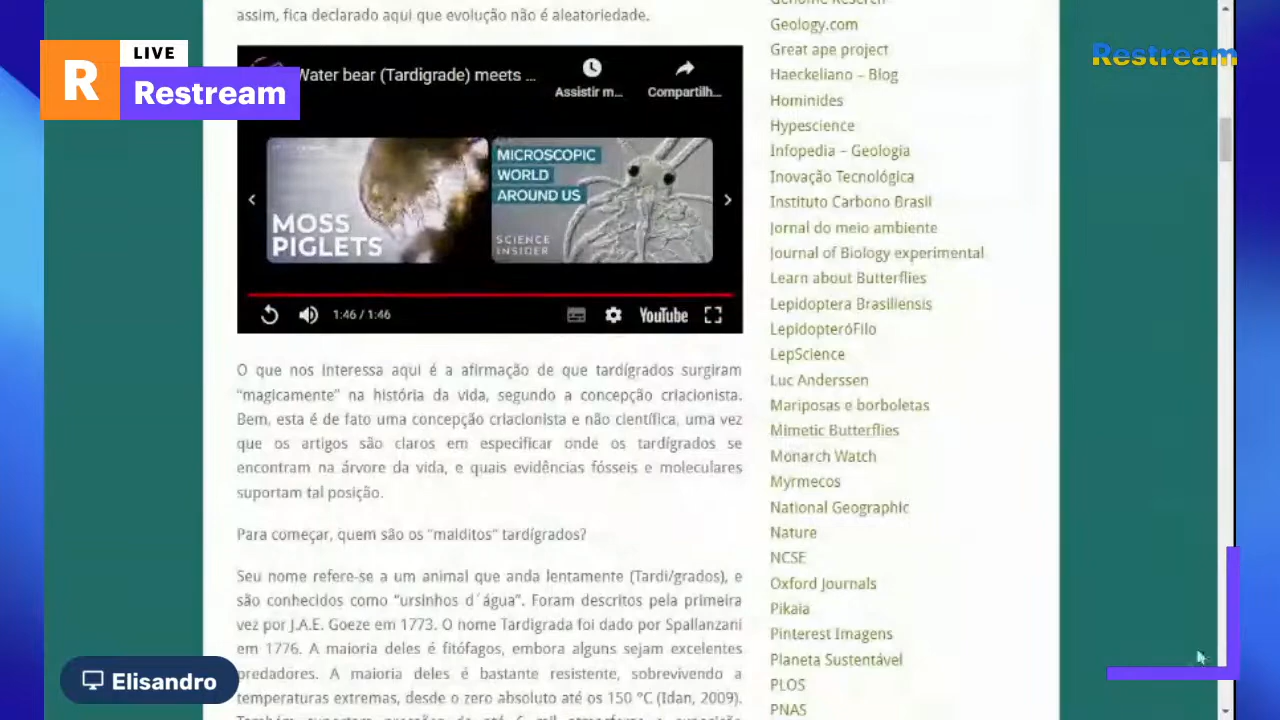 assim, fica declarado aqui que evolução não é aleatoriedade.
LIVE
R
Restream
Restream
Water bear (Tardigrade) meets ...
Assistir m...
Compartilh...
MOSS
PIGLETS
MICROSCOPIC
WORLD
AROUND US
SCIENCE
INSIDER
1:46 / 1:46
YouTube
O que nos interessa aqui é a afirmação de que tardígrados surgiram
“magicamente” na história da vida, segundo a concepção criacionista.
Bem, esta é de fato uma concepção criacionista e não científica, uma vez
que os artigos são claros em especificar onde os tardígrados se
encontram na árvore da vida, e quais evidências fósseis e moleculares
suportam tal posição.
Para começar, quem são os “malditos” tardígrados?
Seu nome refere-se a um animal que anda lentamente (Tardi/grados), e
são conhecidos como “ursinhos d´água”. Foram descritos pela primeira
vez por J.A.E. Goeze em 1773. O nome Tardigrada foi dado por Spallanzani
em 1776. A maioria deles é fitófagos, embora alguns sejam excelentes
predadores. A maioria deles é bastante resistente, sobrevivendo a
temperaturas extremas, desde o zero absoluto até os 150 °C (Idan, 2009).
Geology.com
Great ape project
Haeckeliano – Blog
Hominides
Hypescience
Infopedia – Geologia
Inovação Tecnológica
Instituto Carbono Brasil
Jornal do meio ambiente
Journal of Biology experimental
Learn about Butterflies
Lepidoptera Brasiliensis
LepidopteróFilo
LepScience
Luc Anderssen
Mariposas e borboletas
Mimetic Butterflies
Monarch Watch
Myrmecos
National Geographic
Nature
NCSE
Oxford Journals
Pikaia
Pinterest Imagens
Planeta Sustentável
PLOS
PNAS
Elisandro